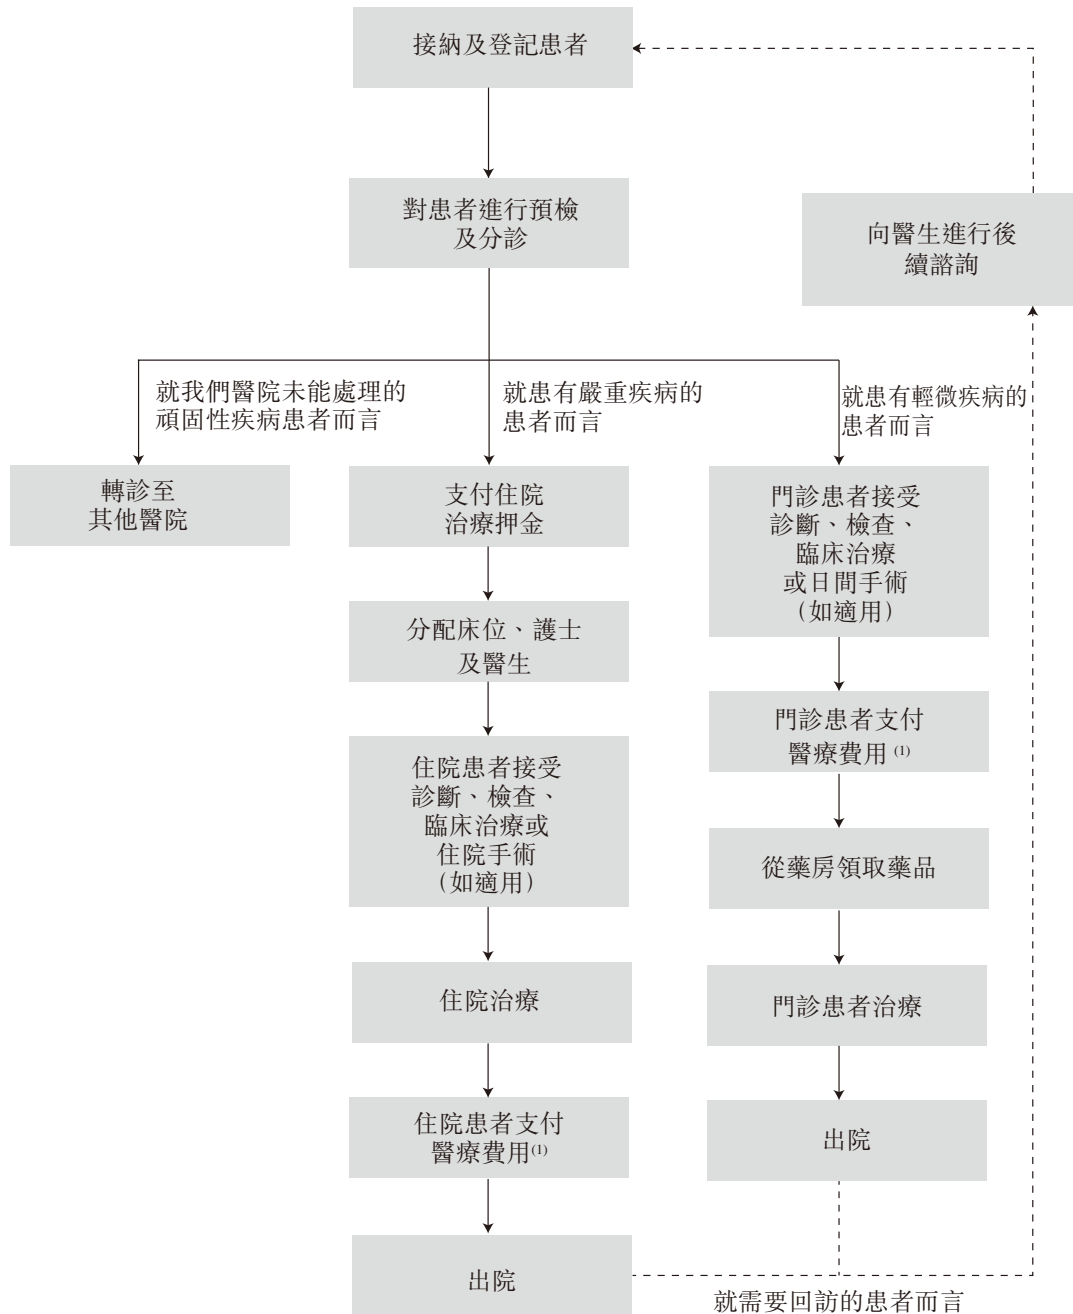 接納及登記患者
對患者進行預檢
及分診
向醫生進行後
續諮詢
就我們醫院未能處理的
頑固性疾病患者而言
就患有嚴重疾病的
患者而言
就患有輕微疾病的
患者而言
轉診至
其他醫院
支付住院
治療押金
分配床位、護士
及醫生
住院患者接受
診斷、檢查、
臨床治療或
住院手術
(如適用)
住院治療
住院患者支付
醫療費用(1)
出院
門診患者接受
診斷、檢查、
臨床治療
或日間手術
(如適用)
門診患者支付
醫療費用(1)
從藥房領取藥品
門診患者治療
出院
就需要回訪的患者而言